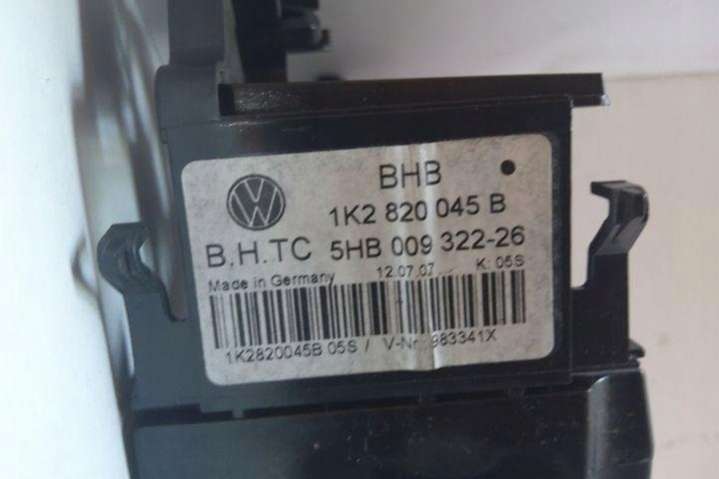 BHB
1K2 820 045 B
B.H.TC 5HB 009 322-26
Made in Germany 12.07.07 K: 05S
1K2820045B 05S / V-Nr. 983341X